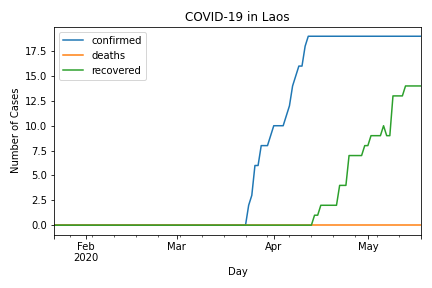 COVID-19 in Laos
confirmed
deaths
recovered
Number of Cases
17.5
15.0
12.5
10.0
7.5
5.0
2.5
0.0
Feb Mar Apr May
2020
Day